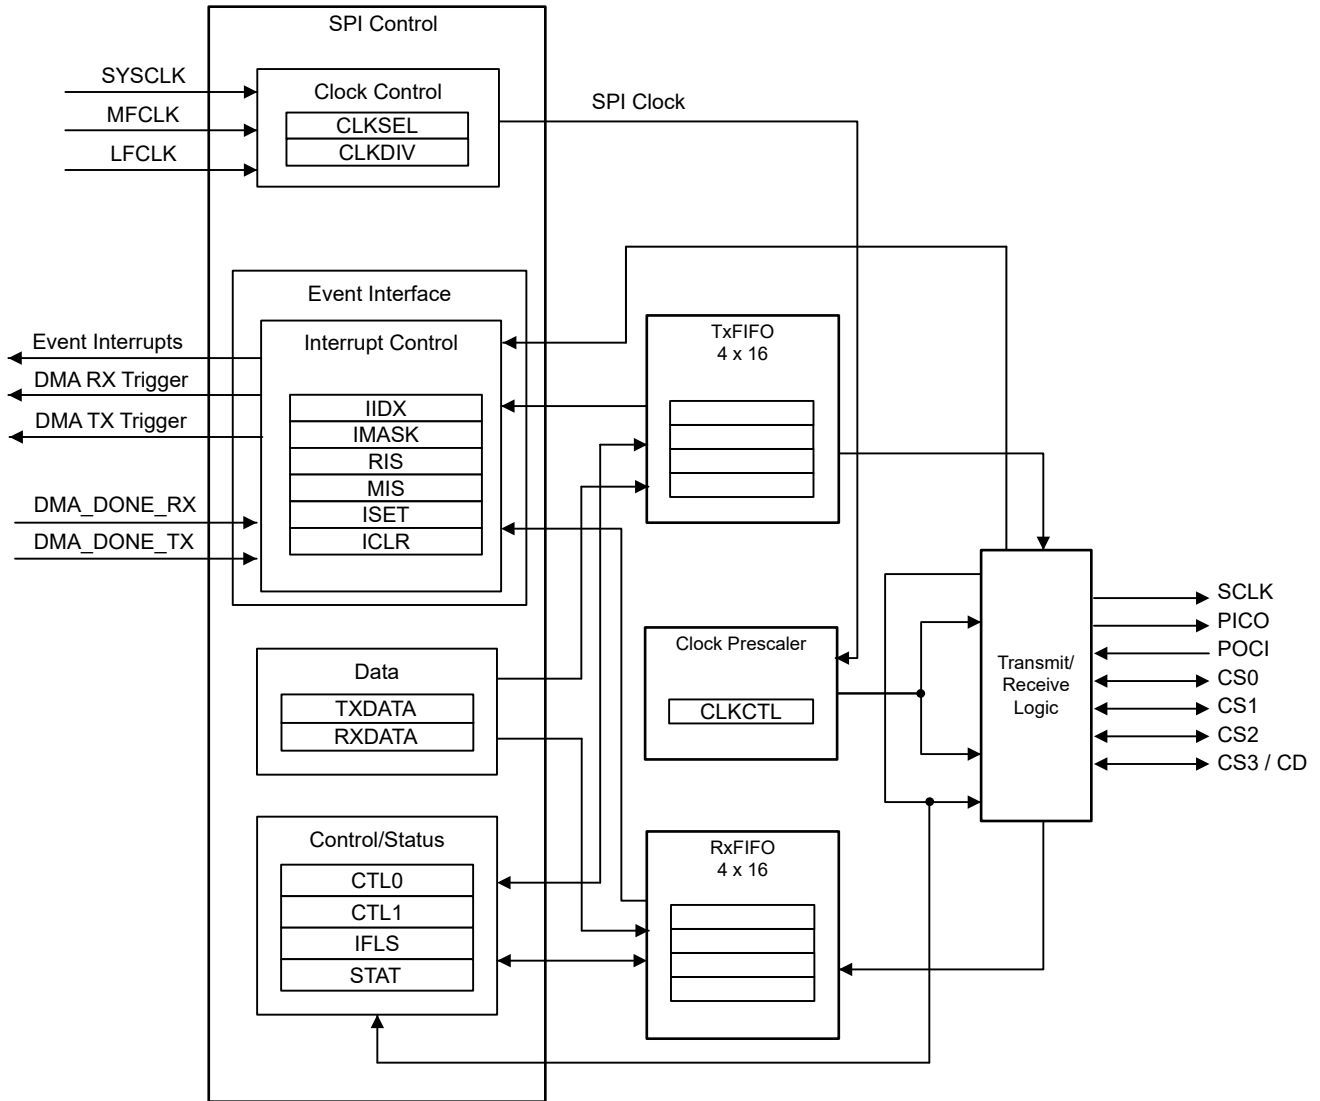 SPI Control
SYSCLK
MFCLK
LFCLK
Clock Control
CLKSEL
CLKDIV
SPI Clock
Event Interface
Interrupt Control
IIDX
IMASK
RIS
MIS
ISET
ICLR
Event Interrupts
DMA RX Trigger
DMA TX Trigger
DMA_DONE_RX
DMA_DONE_TX
TxFIFO
4 x 16
Data
TXDATA
RXDATA
Clock Prescaler
CLKCTL
Transmit/
Receive
Logic
SCLK
PICO
POCI
CS0
CS1
CS2
CS3 / CD
Control/Status
CTL0
CTL1
IFLS
STAT
RxFIFO
4 x 16